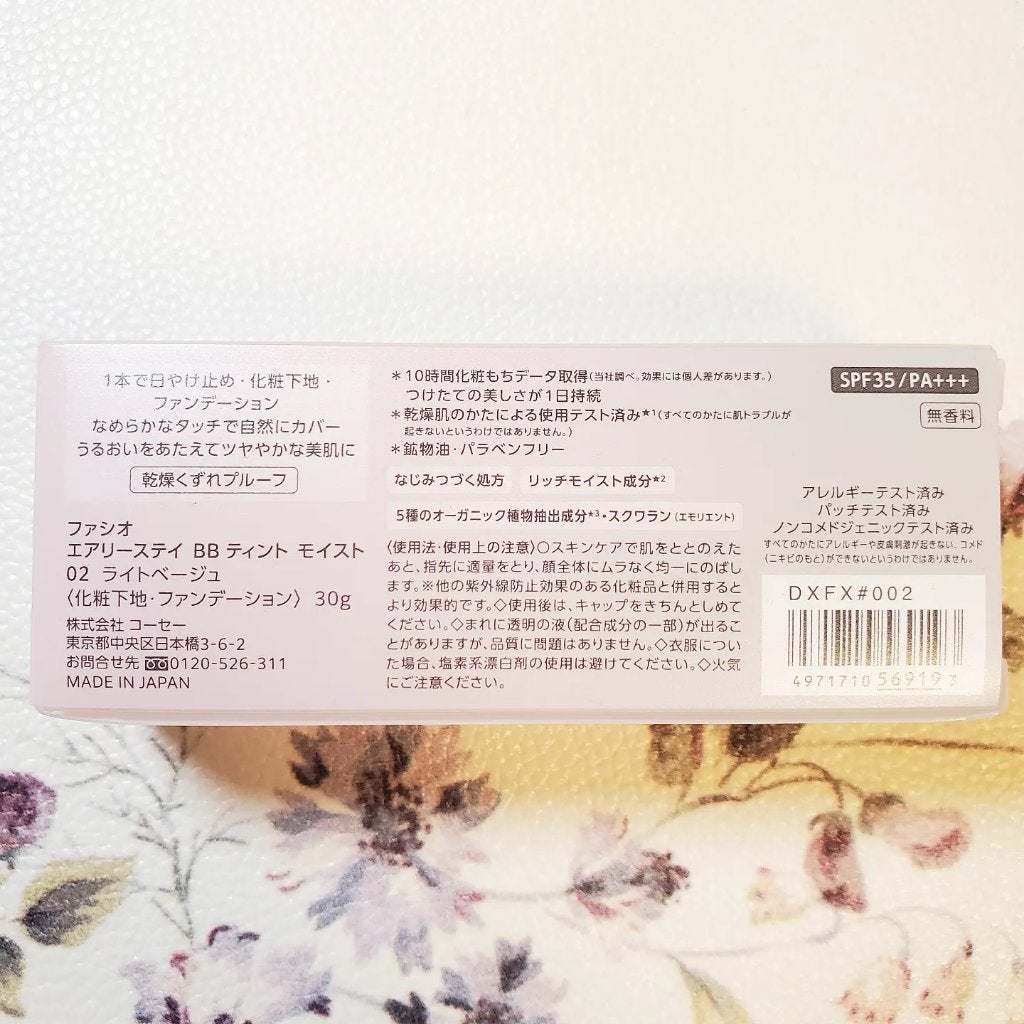 1本で日やけ止め・化粧下地・
ファンデーション
なめらかなタッチで自然にカバー
うるおいをあたえてツヤやかな美肌に
乾燥くずれプルーフ
ファシオ
エアリーステイ BB ティント モイスト
02 ライトベージュ
〈化粧下地・ファンデーション〉 30g
株式会社 コーセー
東京都中央区日本橋3-6-2
お問合せ先 0120-526-311
MADE IN JAPAN
＊10時間化粧もちデータ取得(当社調べ。効果には個人差があります。)
つけたての美しさが1日持続
＊乾燥肌のかたによる使用テスト済み★1(すべてのかたに肌トラブルが
起きないというわけではありません。)
＊鉱物油・パラベンフリー
なじみつづく処方 リッチモイスト成分★2
5種のオーガニック植物抽出成分★3・スクワラン(エモリエント)
〈使用法・使用上の注意〉○スキンケアで肌をととのえた
あと、指先に適量をとり、顔全体にムラなく均一にのばし
ます。※他の紫外線防止効果のある化粧品と併用すると
より効果的です。◇使用後は、キャップをきちんとしめて
ください。◇まれに透明の液(配合成分の一部)が出るこ
とがありますが、品質に問題はありません。◇衣服につい
た場合、塩素系漂白剤の使用は避けてください。◇火気
にご注意ください。
SPF35/PA+++
無香料
アレルギーテスト済み
パッチテスト済み
ノンコメドジェニックテスト済み
すべてのかたにアレルギーや皮膚刺激が起きない、コメド
(ニキビのもと)ができないというわけではありません。
DXFX#002
4971710 569193